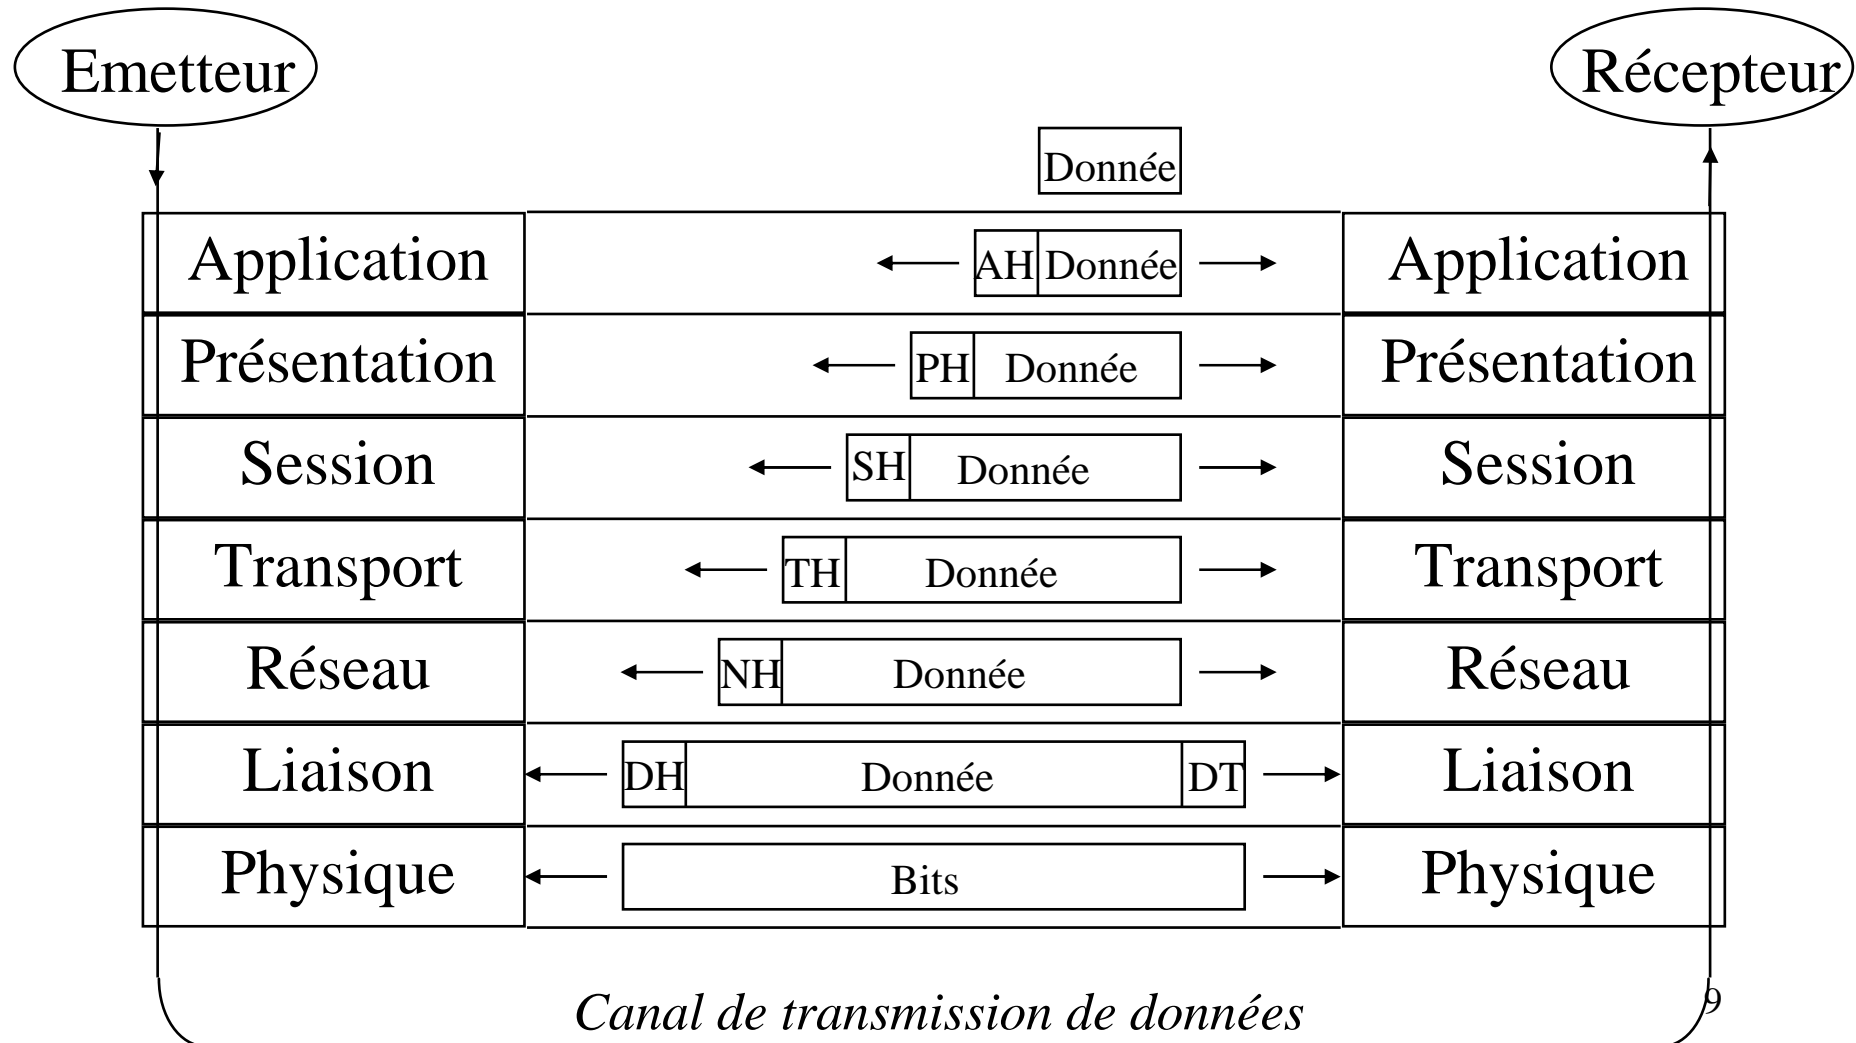 Emetteur Récepteur
Donnée
Application AH Donnée Application
Présentation PH Donnée Présentation
Session SH Donnée Session
Transport TH Donnée Transport
Réseau NH Donnée Réseau
Liaison DH Donnée DT Liaison
Physique Bits Physique
Canal de transmission de données 9